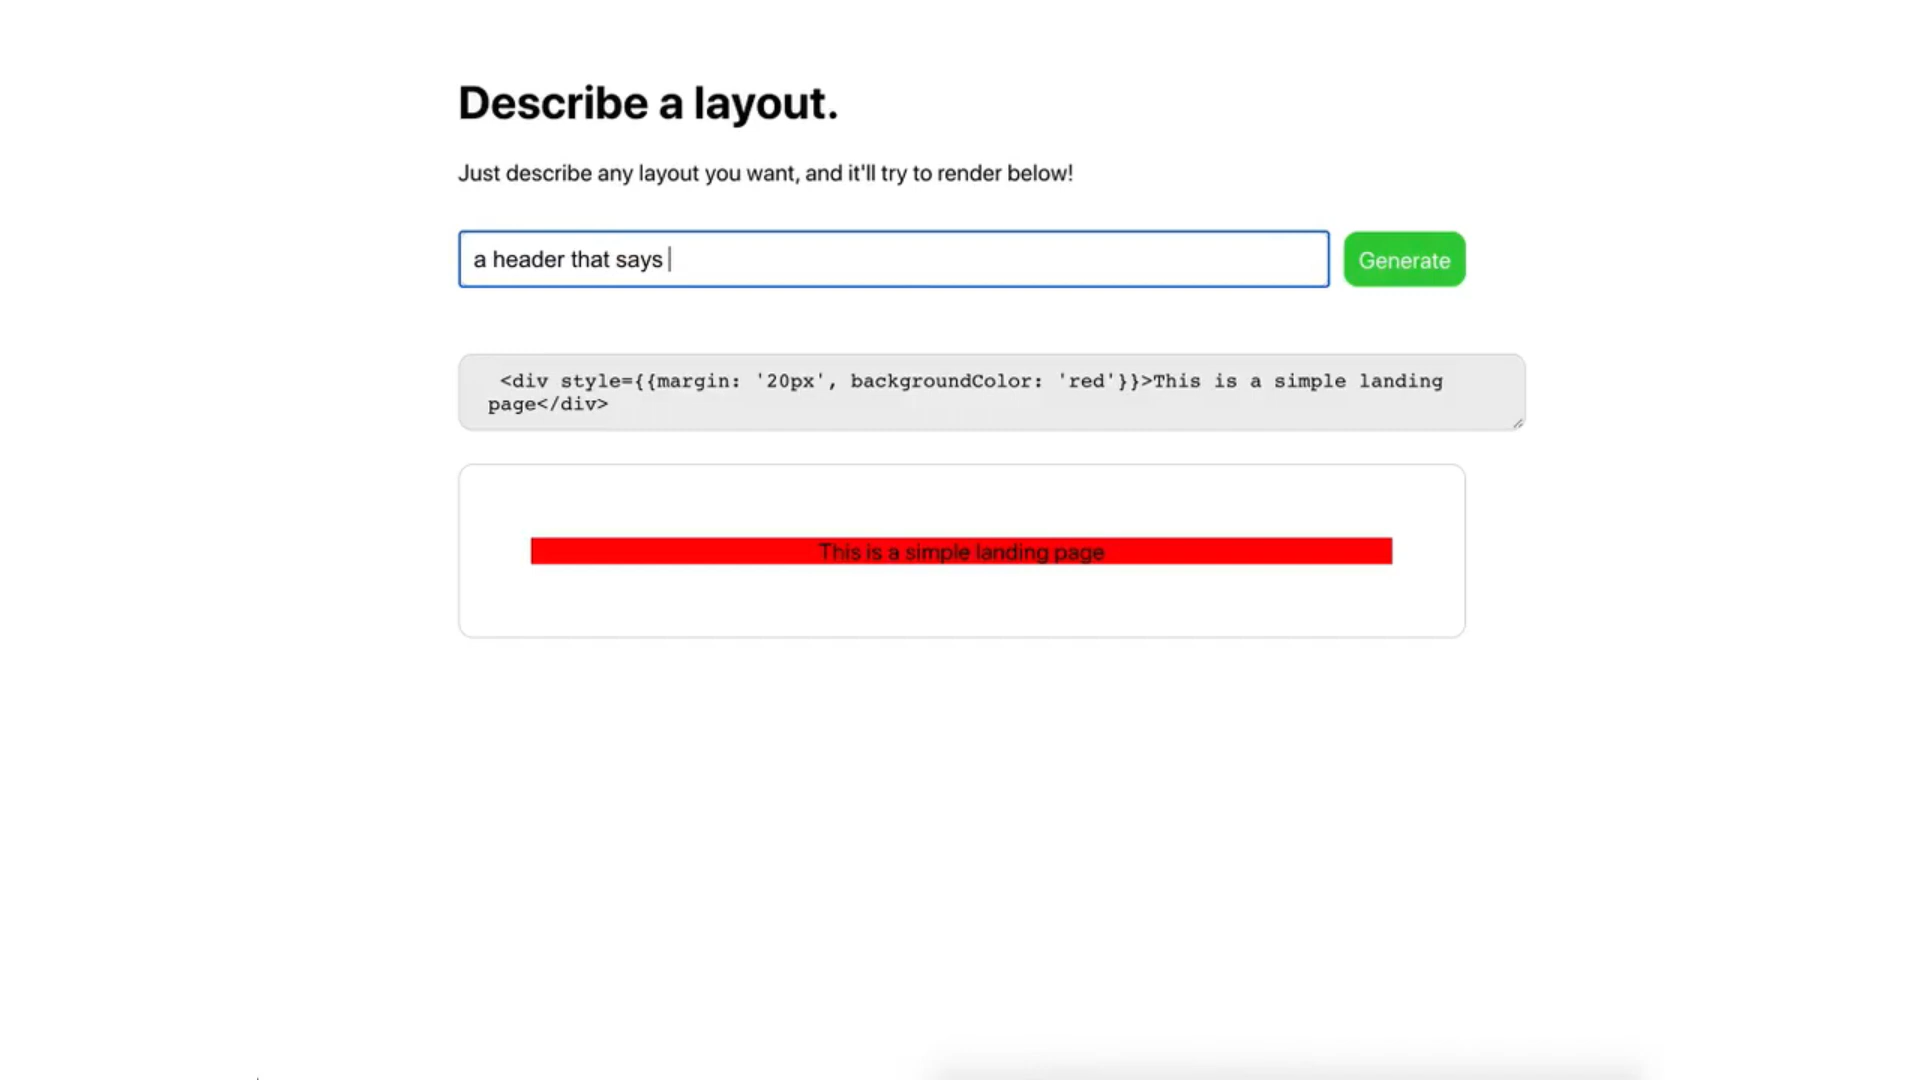 Describe a layout.
Just describe any layout you want, and it'll try to render below!
a header that says
Generate
<div style={{margin: '20px', backgroundColor: 'red'}}>This is a simple landing
page</div>
This is a simple landing page